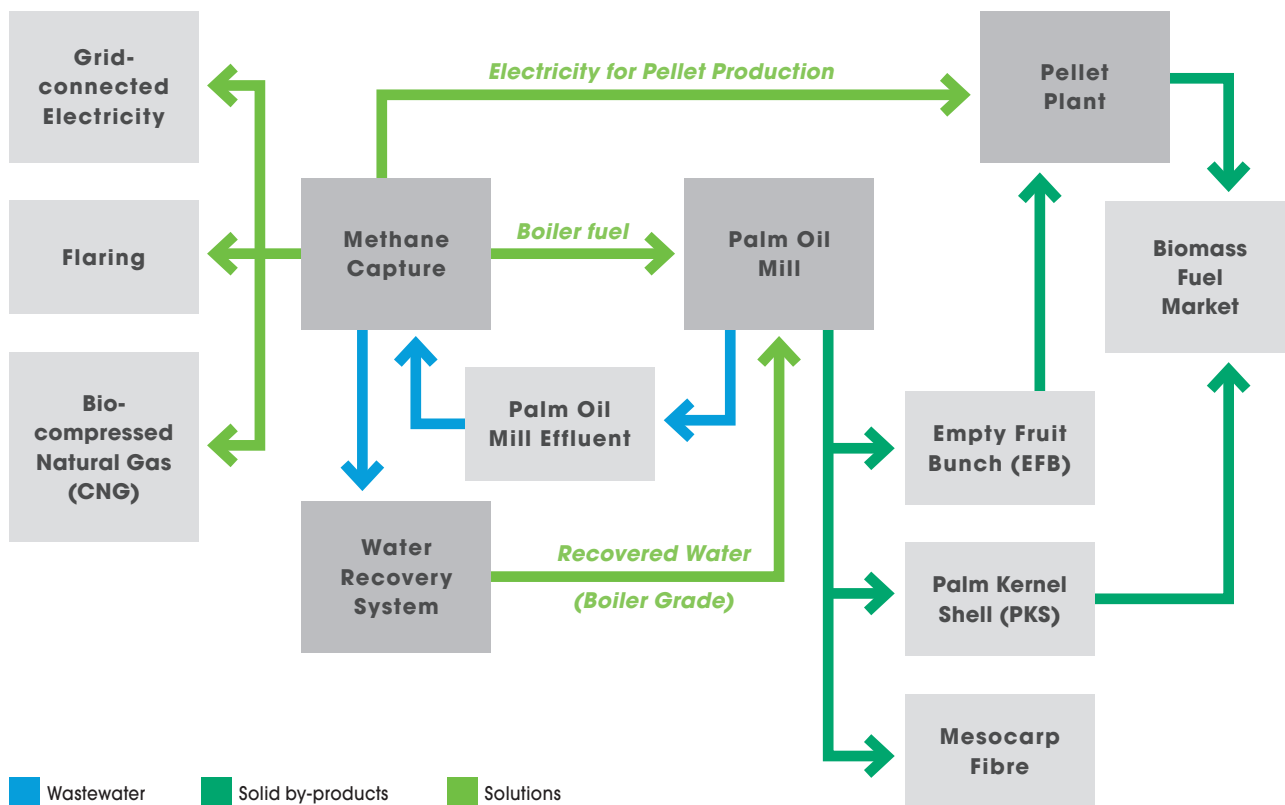 Grid-
connected
Electricity
Electricity for Pellet Production
Pellet
Plant
Flaring
Methane
Capture
Boiler fuel
Palm Oil
Mill
Biomass
Fuel
Market
Bio-
compressed
Natural Gas
(CNG)
Palm Oil
Mill Effluent
Empty Fruit
Bunch (EFB)
Water
Recovery
System
Recovered Water
(Boiler Grade)
Palm Kernel
Shell (PKS)
Mesocarp
Fibre
Wastewater
Solid by-products
Solutions